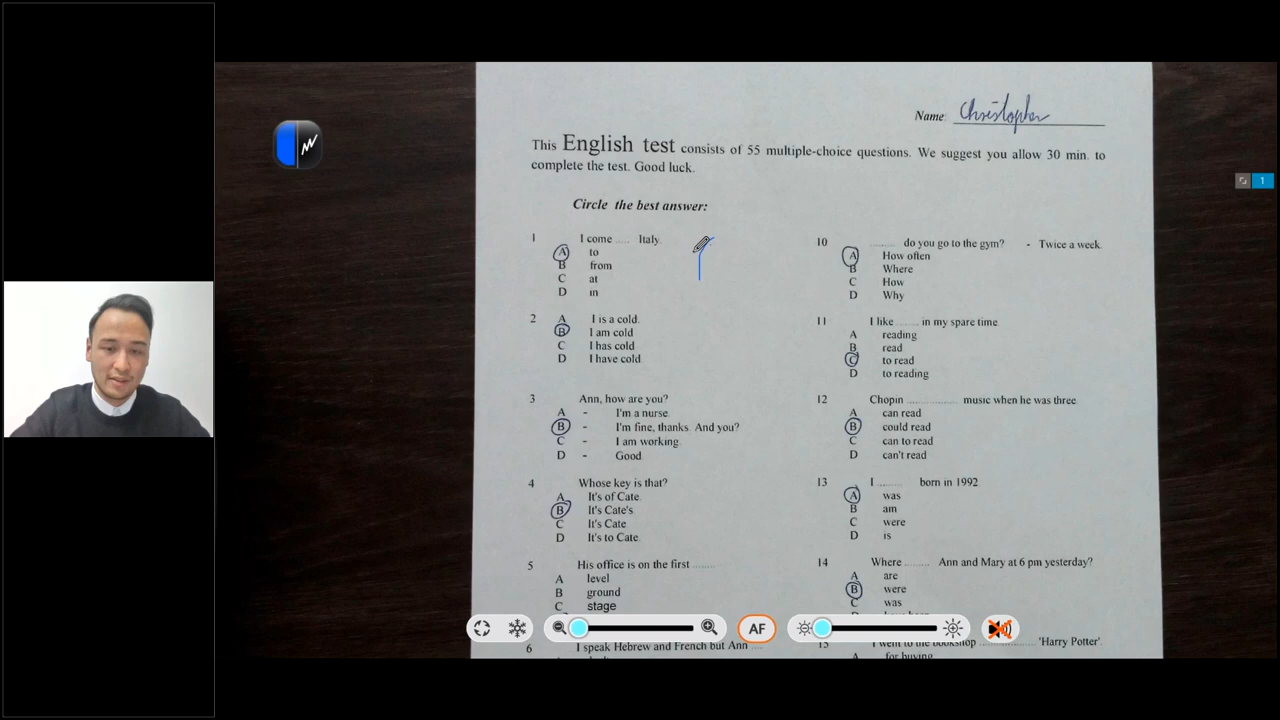 Name Christopher
This English test consists of 55 multiple-choice questions. We suggest you allow 30 min. to
complete the test. Good luck.
Circle the best answer:
1 I come ..... Italy.
A to
B from
C at
D in
2 A I is a cold.
B I am cold
C I has cold
D I have cold
3 Ann, how are you?
A - I'm a nurse.
B - I'm fine, thanks. And you?
C - I am working.
D - Good.
4 Whose key is that?
A It's of Cate.
B It's Cate's
C It's Cate.
D It's to Cate.
5 His office is on the first ........
A level
B ground
C stage
6 I speak Hebrew and French but Ann ....
10 ......... do you go to the gym? - Twice a week.
A How often
B Where
C How
D Why
11 I like ........ in my spare time
A reading
B read
C to read
D to reading
12 Chopin .................. music when he was three.
A can read
B could read
C can to read
D can't read
13 I ......... born in 1992.
A was
B am
C were
D is
14 Where ......... Ann and Mary at 6 pm yesterday?
A are
B were
C was
15 I went to the bookshop .................... 'Harry Potter'.
A for buying
AF
1